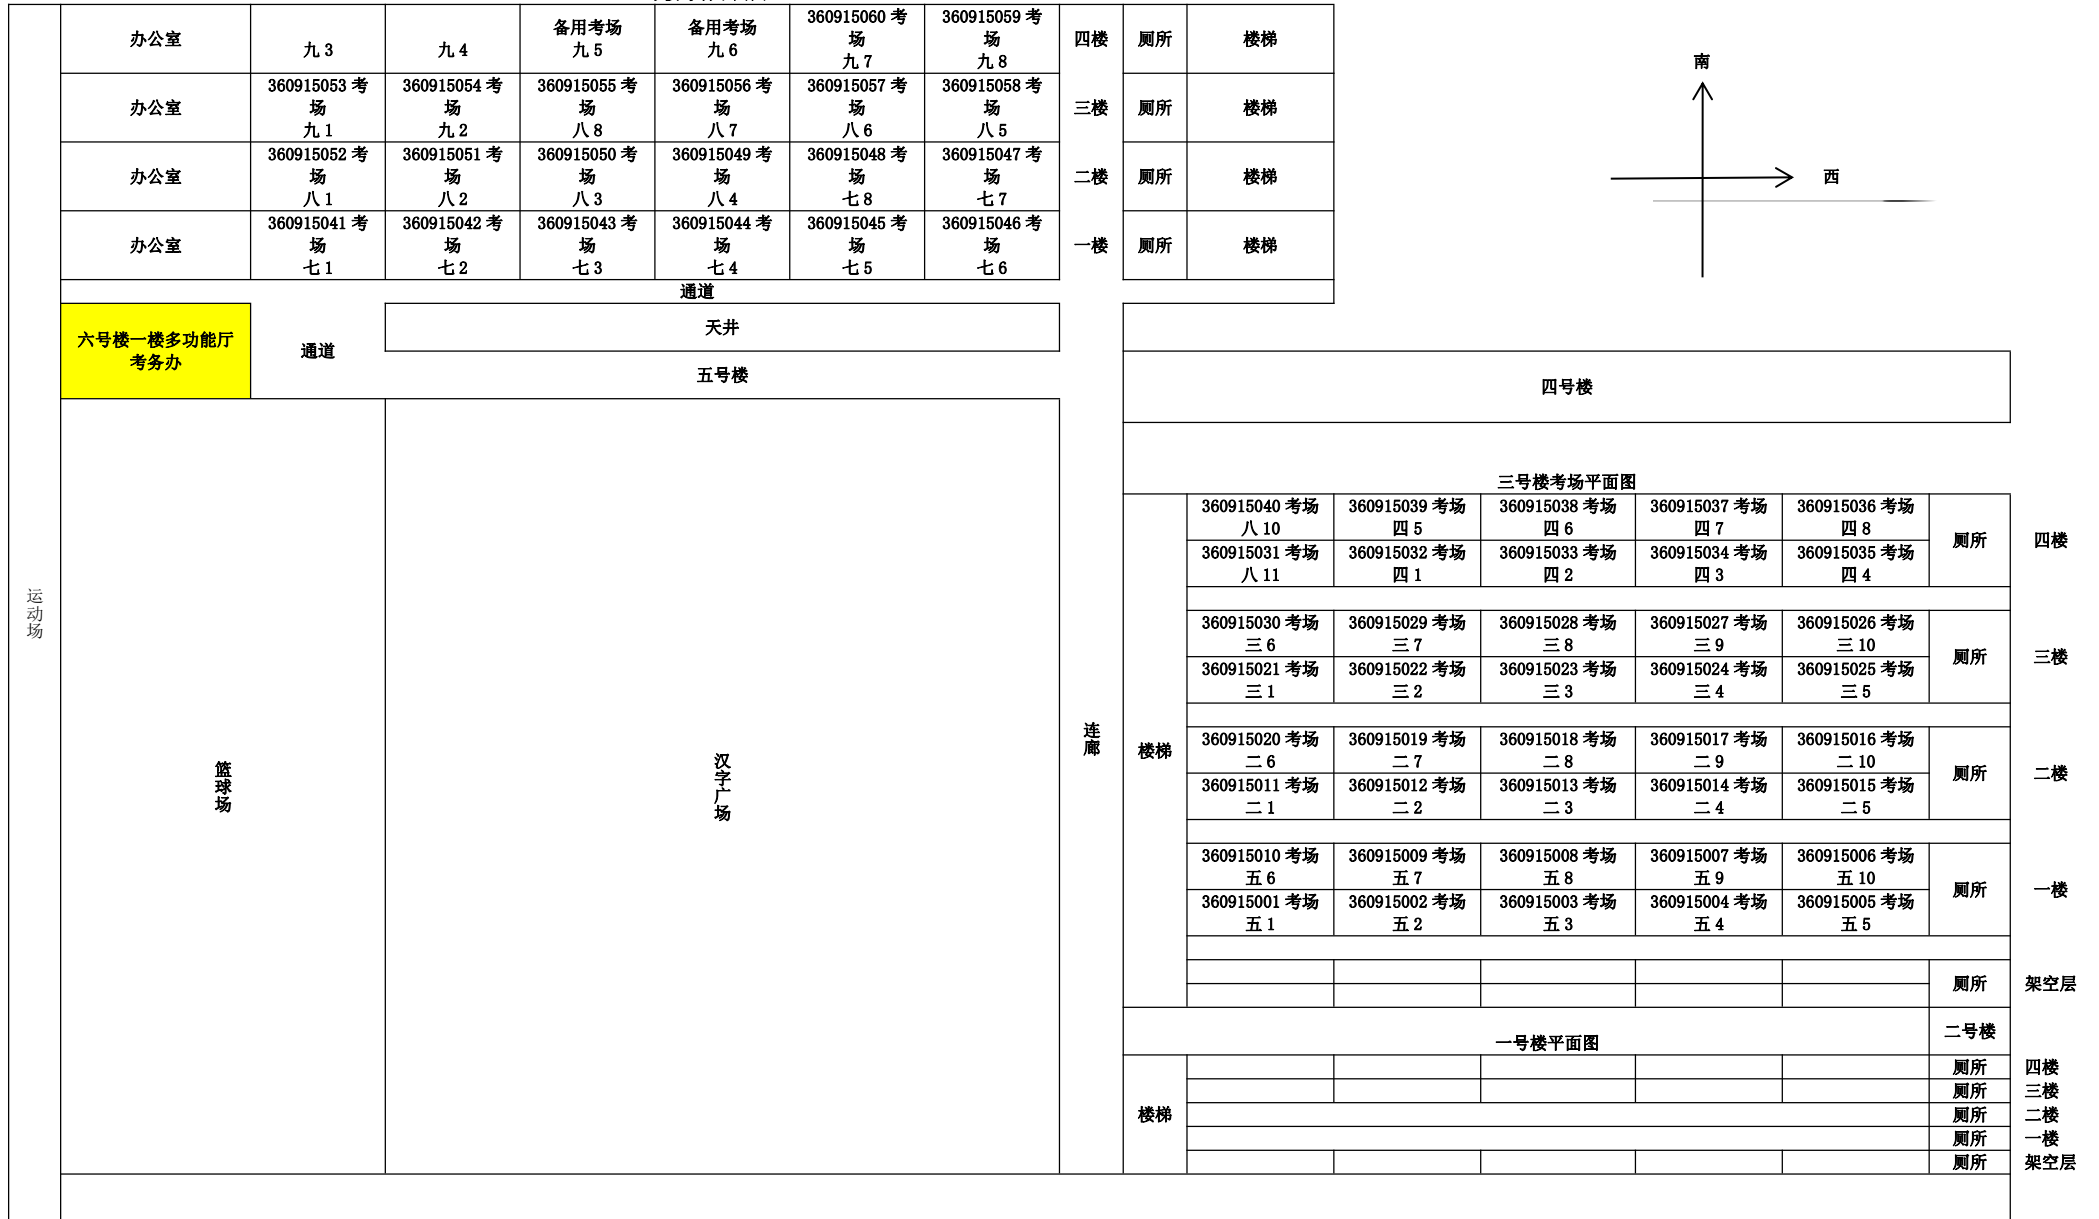 办公室
九 3
九 4
备用考场
九 5
备用考场
九 6
360915060 考
场
九 7
360915059 考
场
九 8
四楼
厕所
楼梯
办公室
360915053 考
场
九 1
360915054 考
场
九 2
360915055 考
场
八 8
360915056 考
场
八 7
360915057 考
场
八 6
360915058 考
场
八 5
三楼
厕所
楼梯
办公室
360915052 考
场
八 1
360915051 考
场
八 2
360915050 考
场
八 3
360915049 考
场
八 4
360915048 考
场
七 8
360915047 考
场
七 7
二楼
厕所
楼梯
办公室
360915041 考
场
七 1
360915042 考
场
七 2
360915043 考
场
七 3
360915044 考
场
七 4
360915045 考
场
七 5
360915046 考
场
七 6
一楼
厕所
楼梯
南
西
通道
六号楼一楼多功能厅
考务办
通道
天井
五号楼
四号楼
运动场
篮球场
汉字广场
连廊
三号楼考场平面图
楼梯
360915040 考场
八 10
360915039 考场
四 5
360915038 考场
四 6
360915037 考场
四 7
360915036 考场
四 8
厕所
四楼
360915031 考场
八 11
360915032 考场
四 1
360915033 考场
四 2
360915034 考场
四 3
360915035 考场
四 4
360915030 考场
三 6
360915029 考场
三 7
360915028 考场
三 8
360915027 考场
三 9
360915026 考场
三 10
厕所
三楼
360915021 考场
三 1
360915022 考场
三 2
360915023 考场
三 3
360915024 考场
三 4
360915025 考场
三 5
360915020 考场
二 6
360915019 考场
二 7
360915018 考场
二 8
360915017 考场
二 9
360915016 考场
二 10
厕所
二楼
360915011 考场
二 1
360915012 考场
二 2
360915013 考场
二 3
360915014 考场
二 4
360915015 考场
二 5
360915010 考场
五 6
360915009 考场
五 7
360915008 考场
五 8
360915007 考场
五 9
360915006 考场
五 10
厕所
一楼
360915001 考场
五 1
360915002 考场
五 2
360915003 考场
五 3
360915004 考场
五 4
360915005 考场
五 5
厕所
架空层
一号楼平面图
二号楼
楼梯
厕所
四楼
厕所
三楼
厕所
二楼
厕所
一楼
厕所
架空层